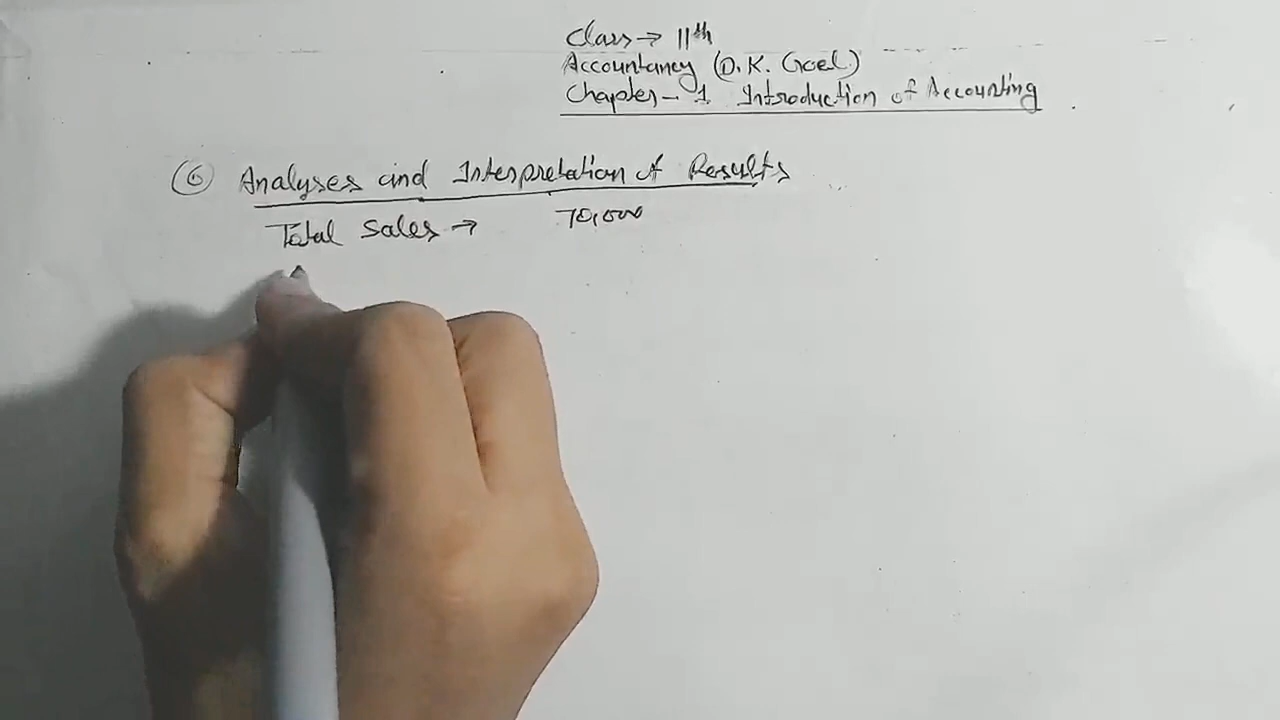 Class → 11th
Accountancy (D. K. Goel)
Chapter - 1 Introduction of Accounting
(6) Analyses and Interpretation of Results
Total Sales → 70,000